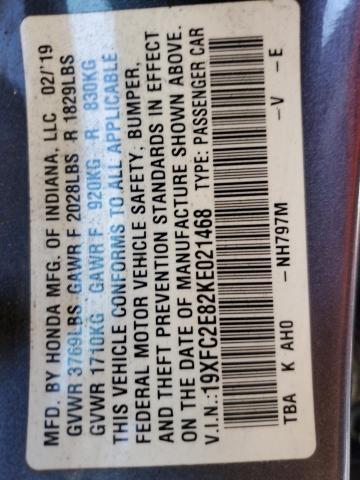 MFD. BY HONDA MFG. OF INDIANA, LLC 02/'19
GVWR 3769LBS GAWR F 2028LBS R 1829LBS
GVWR 1710KG GAWR F 920KG R 830KG
THIS VEHICLE CONFORMS TO ALL APPLICABLE
FEDERAL MOTOR VEHICLE SAFETY, BUMPER,
AND THEFT PREVENTION STANDARDS IN EFFECT
ON THE DATE OF MANUFACTURE SHOWN ABOVE.
V.I.N.:19XFC2E82KE021468 TYPE: PASSENGER CAR
TBA K AH0 -NH797M -V -E